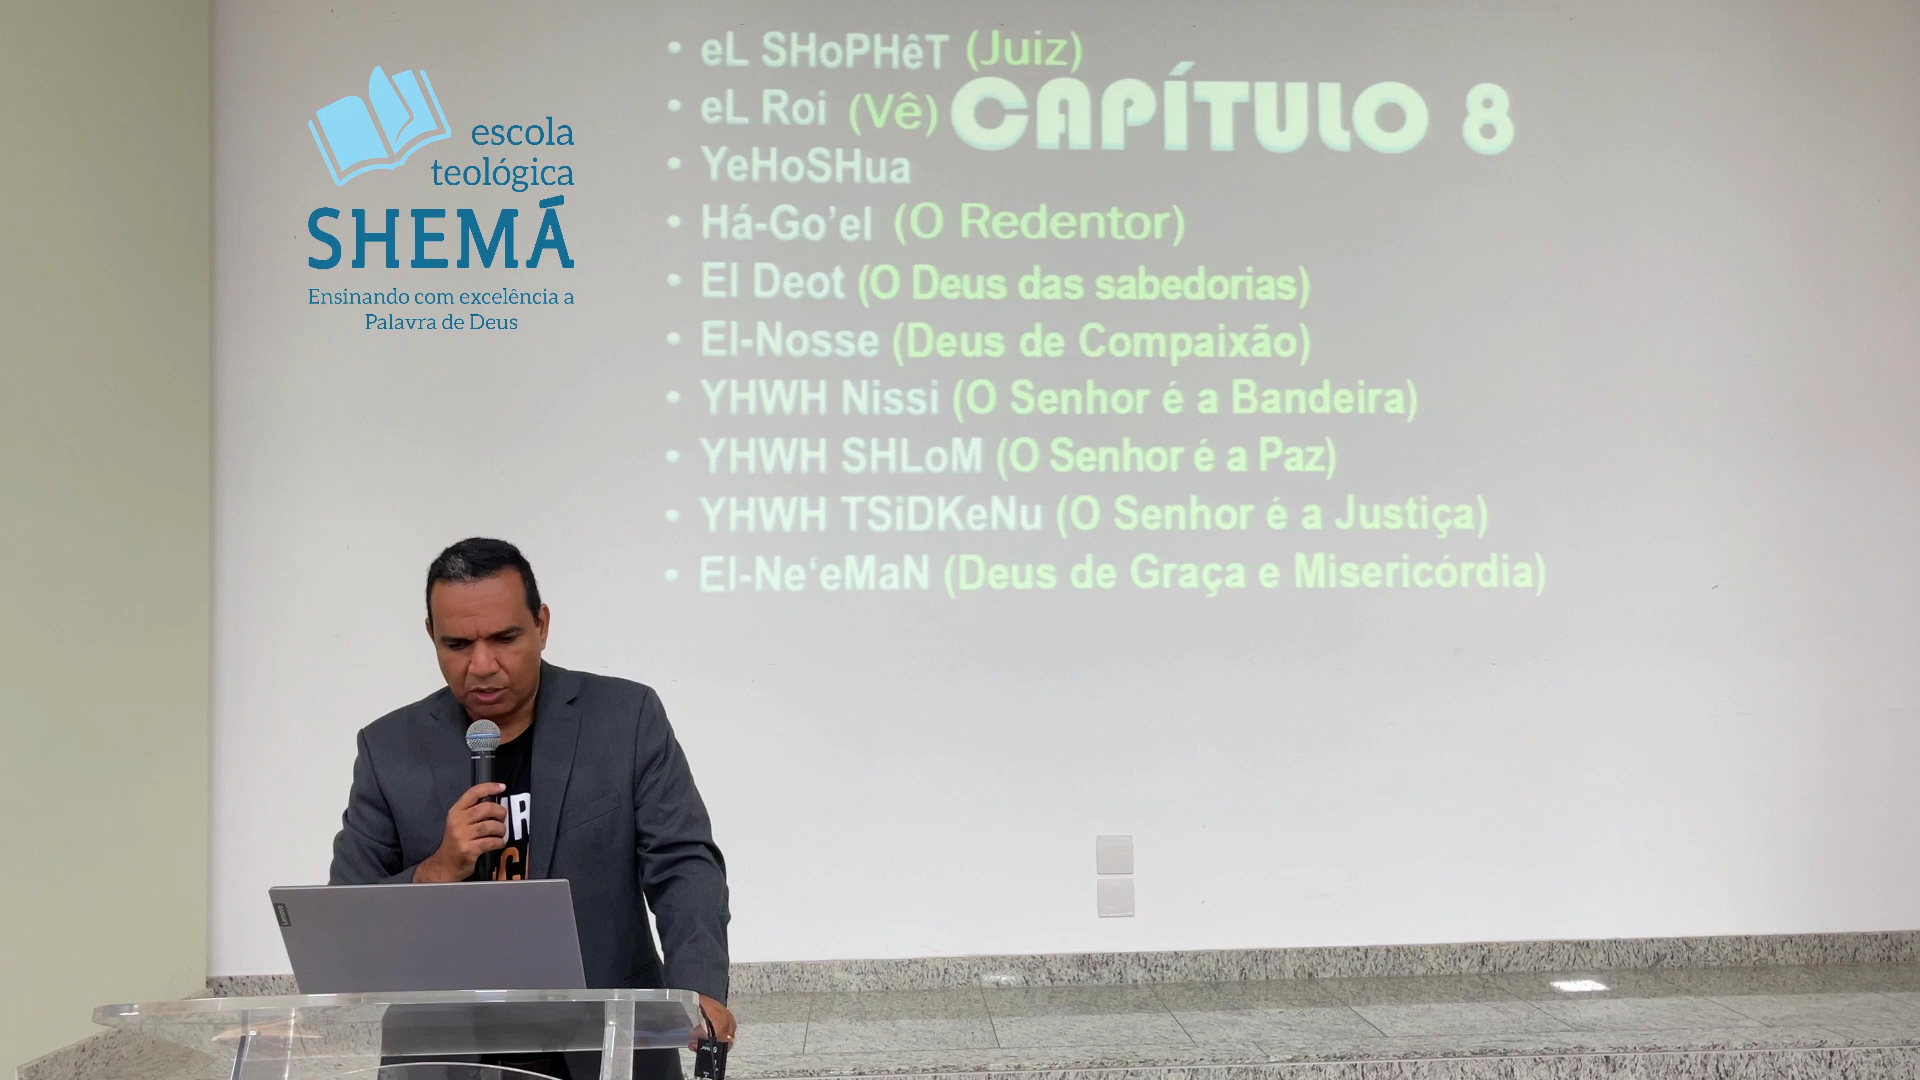 escola
teológica
SHEMÁ
Ensinando com excelência a
Palavra de Deus
• eL SHoPHêT (Juiz)
• eL Roi (Vê)
CAPÍTULO 8
• YeHoSHua
• Há-Go’el (O Redentor)
• El Deot (O Deus das sabedorias)
• El-Nosse (Deus de Compaixão)
• YHWH Nissi (O Senhor é a Bandeira)
• YHWH SHLoM (O Senhor é a Paz)
• YHWH TSiDKeNu (O Senhor é a Justiça)
• El-Ne‘eMaN (Deus de Graça e Misericórdia)
Lenovo